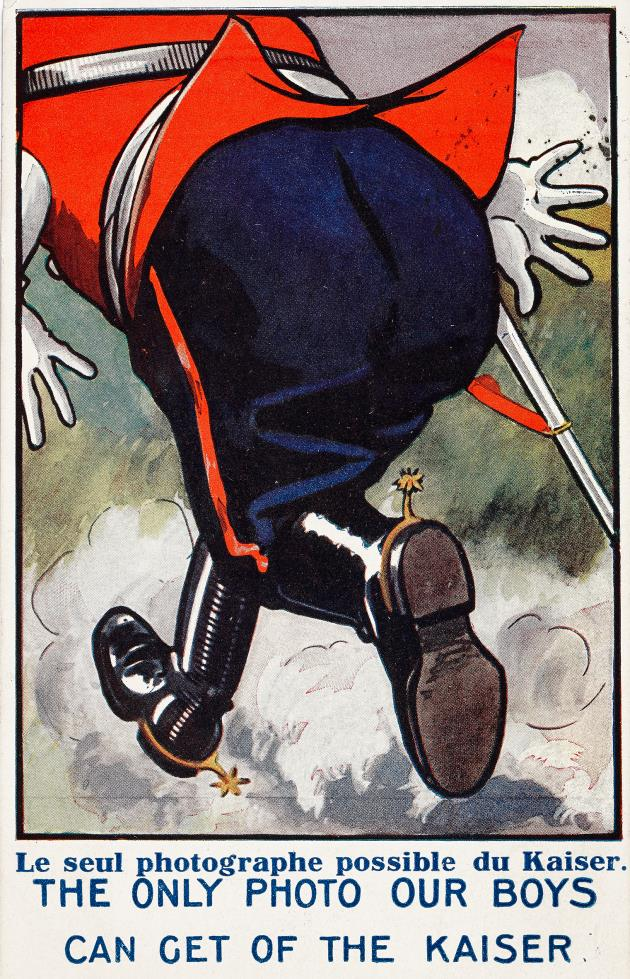 Le seul photographe possible du Kaiser.
THE ONLY PHOTO OUR BOYS
CAN GET OF THE KAISER.